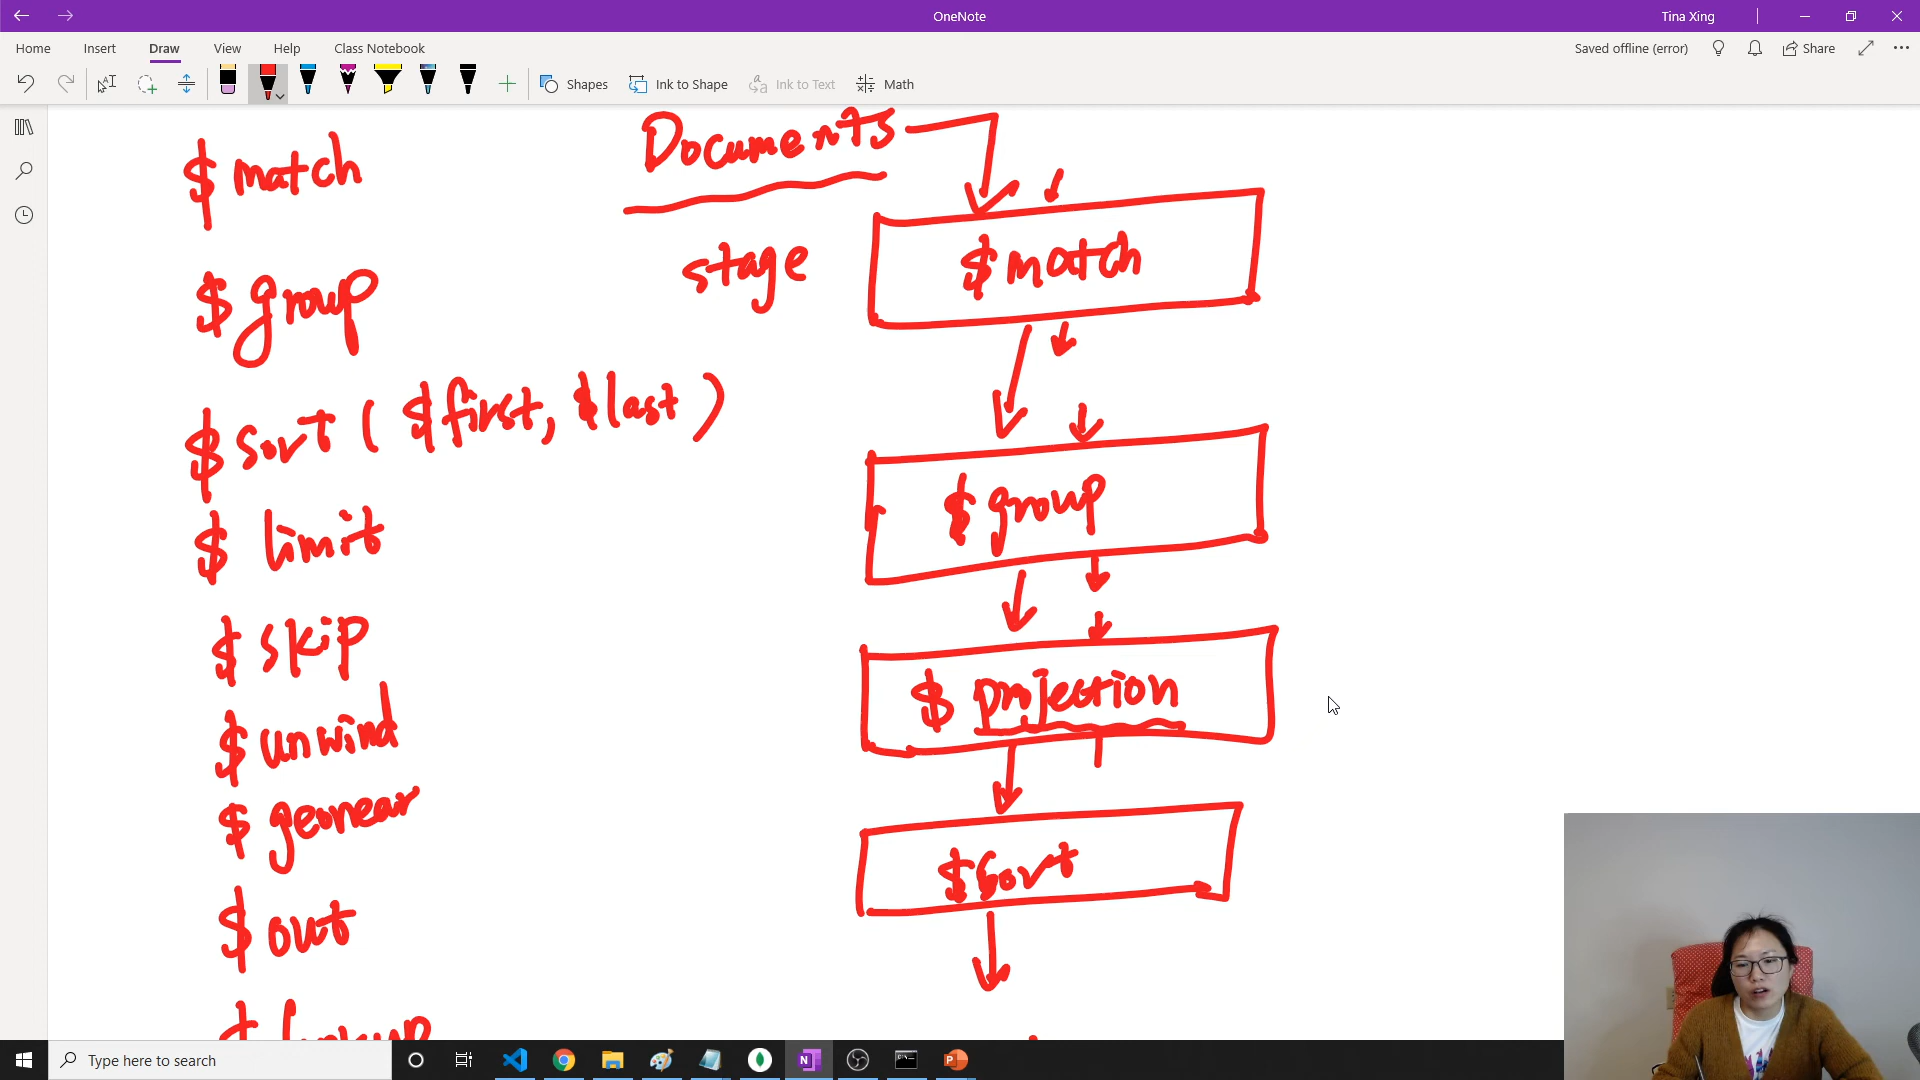 OneNote
Tina Xing
Home Insert Draw View Help Class Notebook
Saved offline (error)
Share
Shapes
Ink to Shape
Ink to Text
Math
$match
$group
$sort ( $first, $last )
$ limit
$ skip
$unwind
$geonear
$out
$ lookup
Documents
stage
$match
$group
$ projection
$sort
Type here to search